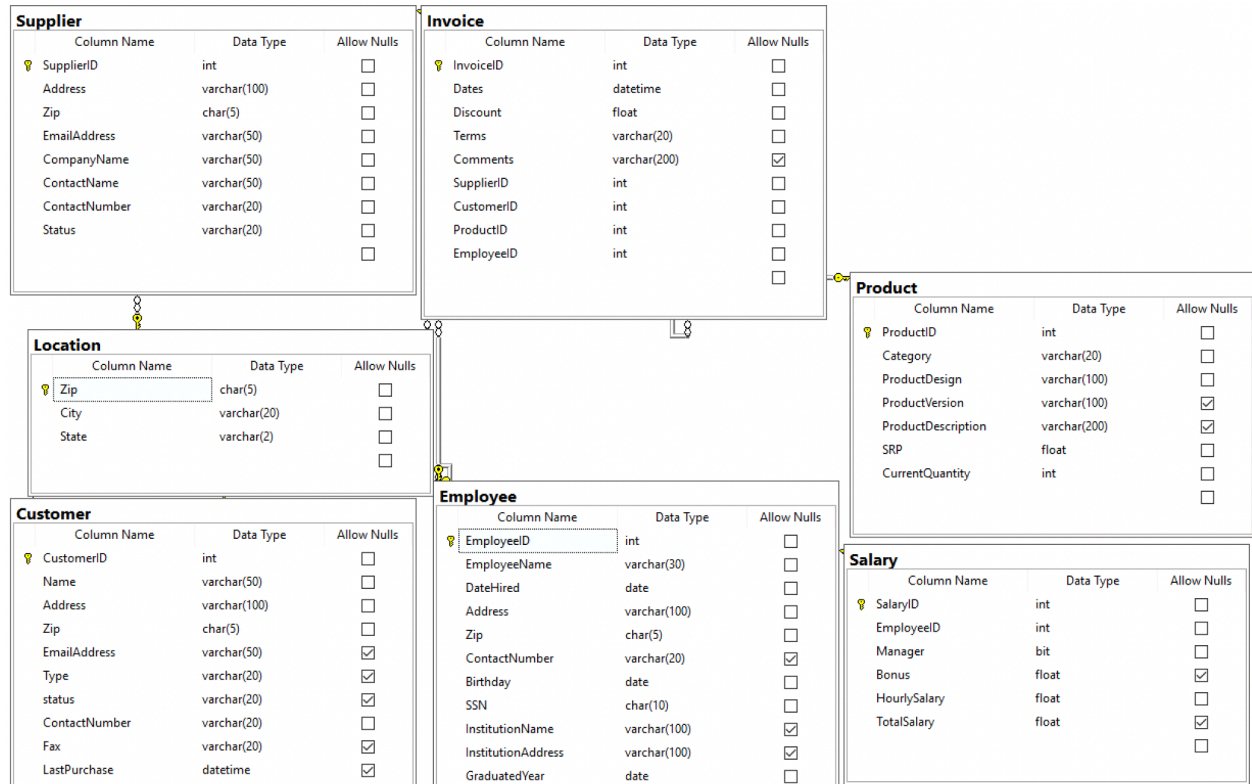 Supplier
Column Name Data Type Allow Nulls
SupplierID int
Address varchar(100)
Zip char(5)
EmailAddress varchar(50)
CompanyName varchar(50)
ContactName varchar(50)
ContactNumber varchar(20)
Status varchar(20)
Invoice
Column Name Data Type Allow Nulls
InvoiceID int
Dates datetime
Discount float
Terms varchar(20)
Comments varchar(200)
SupplierID int
CustomerID int
ProductID int
EmployeeID int
Product
Column Name Data Type Allow Nulls
ProductID int
Category varchar(20)
ProductDesign varchar(100)
ProductVersion varchar(100)
ProductDescription varchar(200)
SRP float
CurrentQuantity int
Location
Column Name Data Type Allow Nulls
Zip char(5)
City varchar(20)
State varchar(2)
Customer
Column Name Data Type Allow Nulls
CustomerID int
Name varchar(50)
Address varchar(100)
Zip char(5)
EmailAddress varchar(50)
Type varchar(20)
status varchar(20)
ContactNumber varchar(20)
Fax varchar(20)
LastPurchase datetime
Employee
Column Name Data Type Allow Nulls
EmployeeID int
EmployeeName varchar(30)
DateHired date
Address varchar(100)
Zip char(5)
ContactNumber varchar(20)
Birthday date
SSN char(10)
InstitutionName varchar(100)
InstitutionAddress varchar(100)
GraduatedYear date
Salary
Column Name Data Type Allow Nulls
SalaryID int
EmployeeID int
Manager bit
Bonus float
HourlySalary float
TotalSalary float